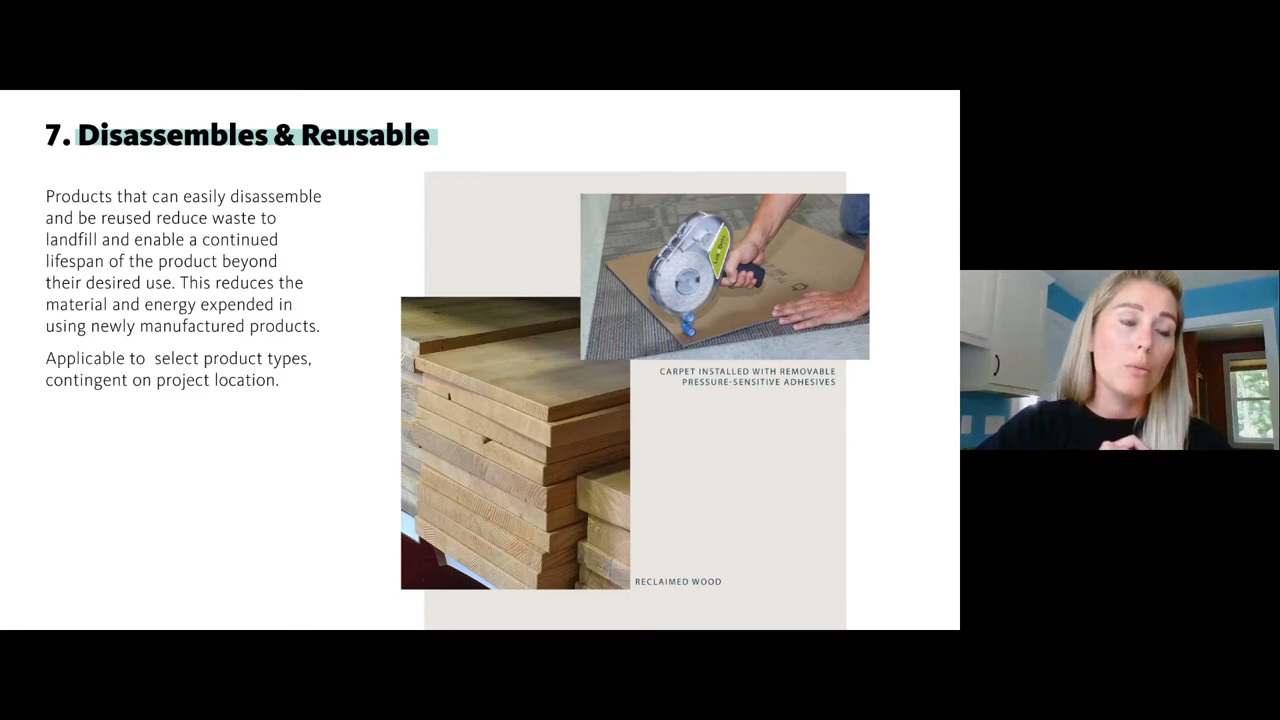 7. Disassembles & Reusable
Products that can easily disassemble
and be reused reduce waste to
landfill and enable a continued
lifespan of the product beyond
their desired use. This reduces the
material and energy expended in
using newly manufactured products.
Applicable to  select product types,
contingent on project location.
CARPET INSTALLED WITH REMOVABLE
PRESSURE-SENSITIVE ADHESIVES
RECLAIMED WOOD